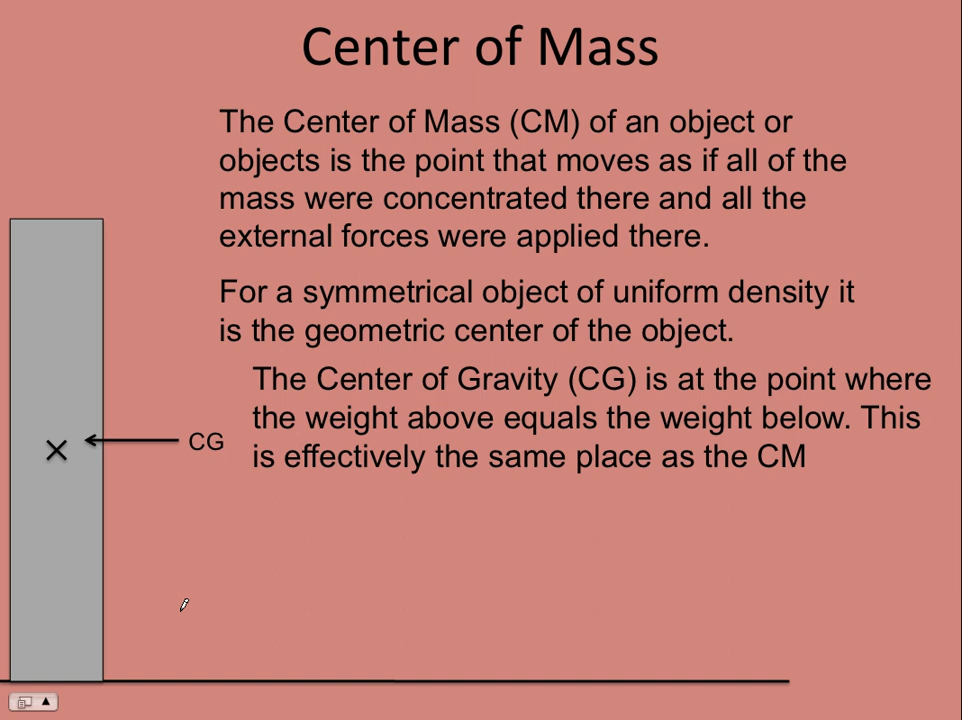 Center of Mass
The Center of Mass (CM) of an object or
objects is the point that moves as if all of the
mass were concentrated there and all the
external forces were applied there.
For a symmetrical object of uniform density it
is the geometric center of the object.
The Center of Gravity (CG) is at the point where
the weight above equals the weight below. This
is effectively the same place as the CM
CG